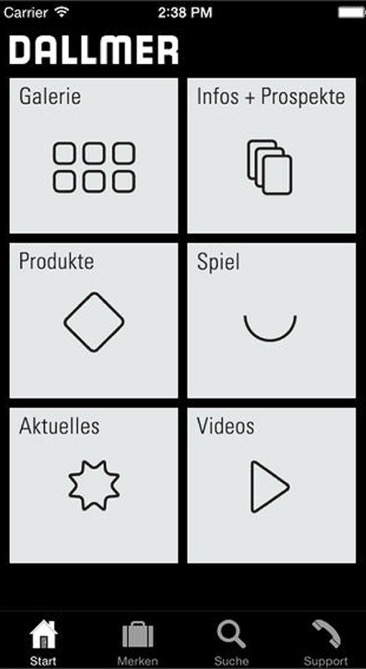 Carrier 2:38 PM
DALLMER
Galerie
Infos + Prospekte
Produkte
Spiel
Aktuelles
Videos
Start
Merken
Suche
Support